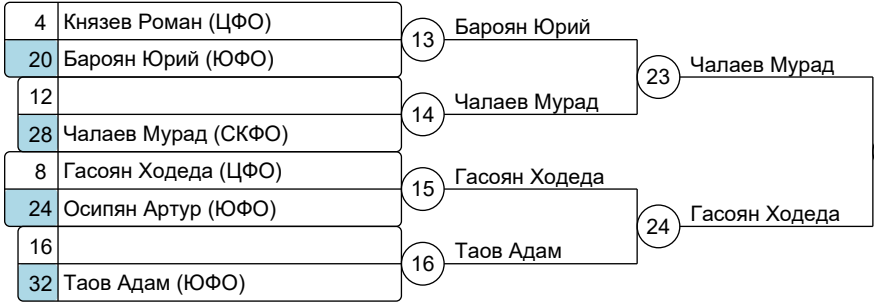 4 Князев Роман (ЦФО)
20 Бароян Юрий (ЮФО)
13 Бароян Юрий
12
28 Чалаев Мурад (СКФО)
14 Чалаев Мурад
23 Чалаев Мурад
8 Гасоян Ходеда (ЦФО)
24 Осипян Артур (ЮФО)
15 Гасоян Ходеда
16
32 Таов Адам (ЮФО)
16 Таов Адам
24 Гасоян Ходеда